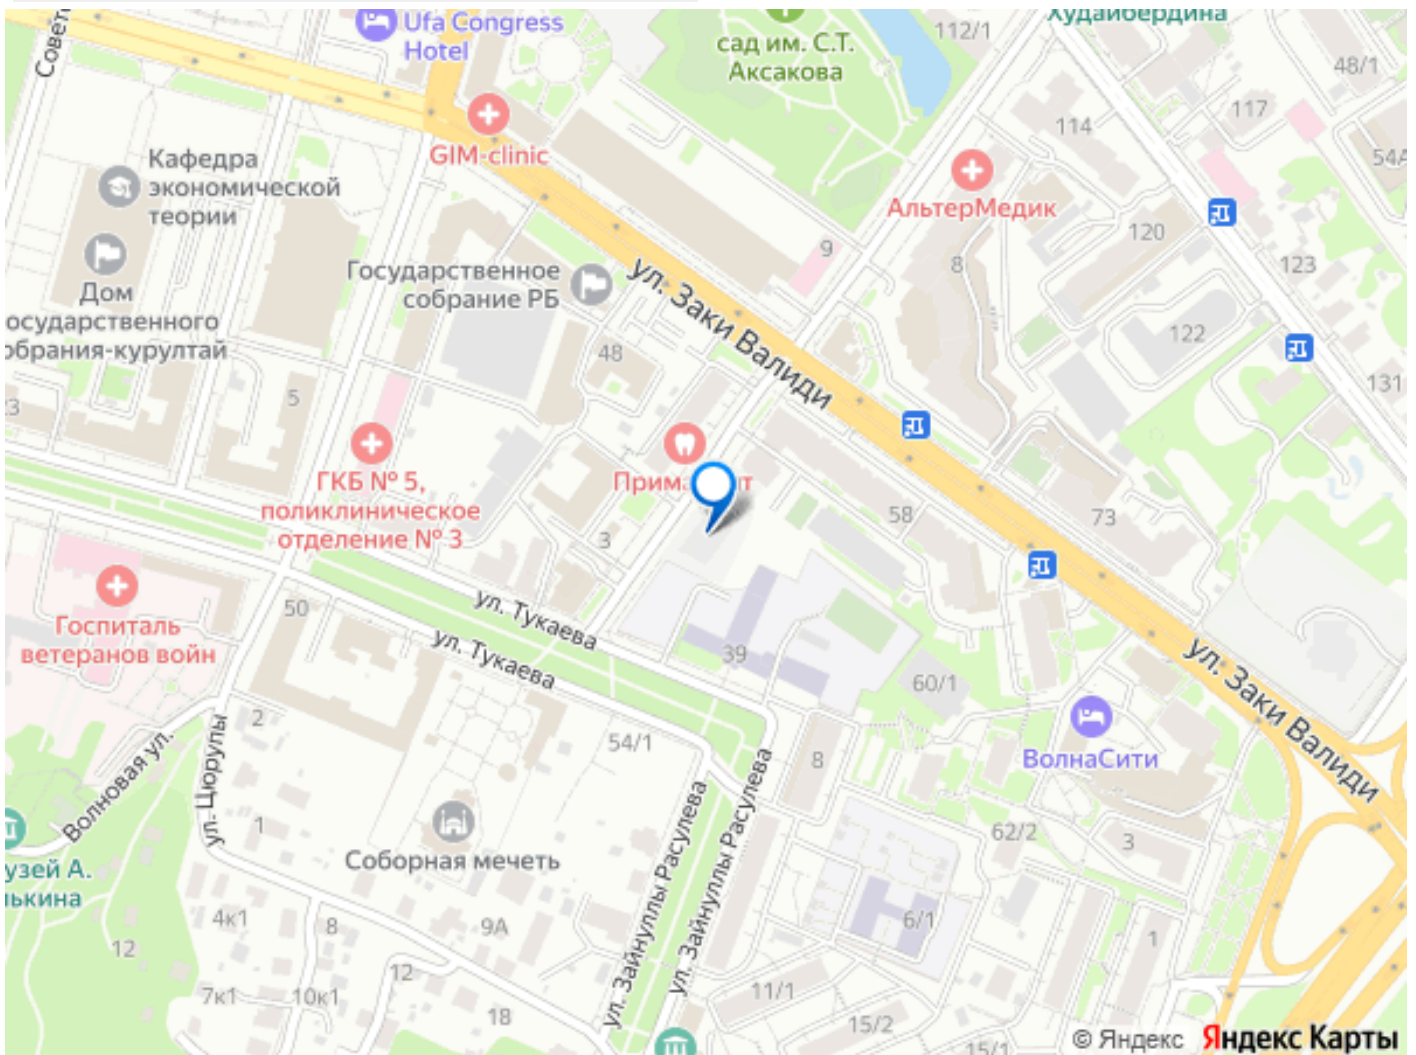 Ufa Congress
Hotel
сад им. С.Т.
Аксакова
Худайбердина
112/1
48/1
117
114
54А
Советс
GIM-clinic
Кафедра
экономической
теории
АльтерМедик
120
9
8
123
Дом
осударственного
обрания-курултай
Государственное
собрание РБ
ул. Заки Валиди
122
48
131
5
23
ГКБ № 5,
поликлиническое
отделение № 3
58
73
3
Госпиталь
ветеранов войн
50
ул. Тукаева
ул. Тукаева
39
60/1
ул. Заки Валиди
2
54/1
8
ВолнаСити
Волновая ул.
ул. Цюрупы
1
Соборная мечеть
ул. Зайнуллы Расулева
ул. Зайнуллы Расулева
62/2
3
узей А.
ькина
4к1
8
9А
6/1
1
12
12
7к1
10к1
18
11/1
15/2
15/1
© Яндекс Яндекс Карты